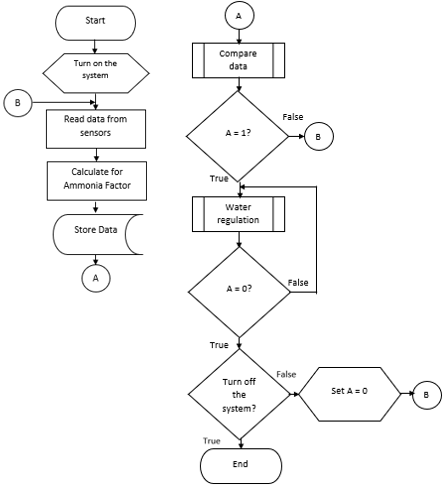 Start
Turn on the
system
B
Read data from
sensors
Calculate for
Ammonia Factor
Store Data
A
A
Compare
data
A = 1?
False
B
True
Water
regulation
A = 0?
False
True
Turn off
the
system?
False
Set A = 0
B
True
End